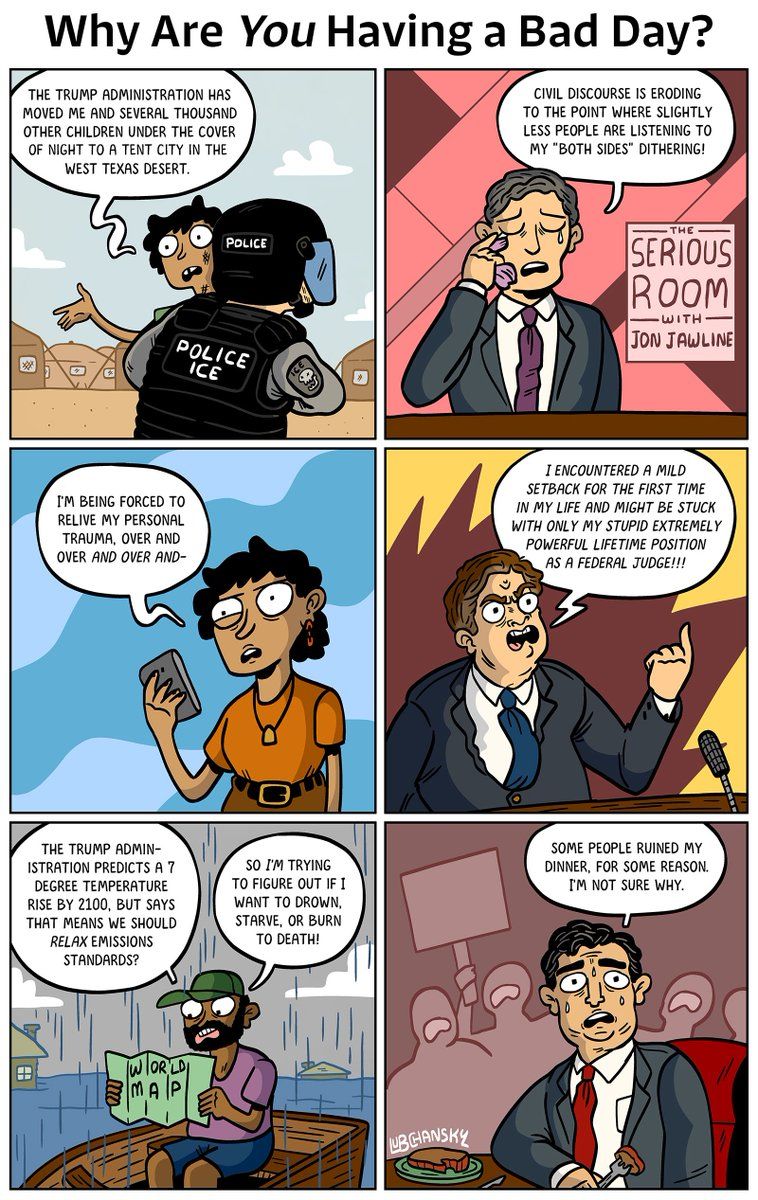 Why Are You Having a Bad Day?
THE TRUMP ADMINISTRATION HAS
MOVED ME AND SEVERAL THOUSAND
OTHER CHILDREN UNDER THE COVER
OF NIGHT TO A TENT CITY IN THE
WEST TEXAS DESERT.
POLICE
POLICE
ICE
ICE
CIVIL DISCOURSE IS ERODING
TO THE POINT WHERE SLIGHTLY
LESS PEOPLE ARE LISTENING TO
MY "BOTH SIDES" DITHERING!
THE
SERIOUS
ROOM
WITH
JON JAWLINE
I'M BEING FORCED TO
RELIVE MY PERSONAL
TRAUMA, OVER AND
OVER AND OVER AND-
I ENCOUNTERED A MILD
SETBACK FOR THE FIRST TIME
IN MY LIFE AND MIGHT BE STUCK
WITH ONLY MY STUPID EXTREMELY
POWERFUL LIFETIME POSITION
AS A FEDERAL JUDGE!!!
THE TRUMP ADMIN-
ISTRATION PREDICTS A 7
DEGREE TEMPERATURE
RISE BY 2100, BUT SAYS
THAT MEANS WE SHOULD
RELAX EMISSIONS
STANDARDS?
SO I'M TRYING
TO FIGURE OUT IF I
WANT TO DROWN,
STARVE, OR BURN
TO DEATH!
WORLD
MAP
SOME PEOPLE RUINED MY
DINNER, FOR SOME REASON.
I'M NOT SURE WHY.
LUBCHANSKY